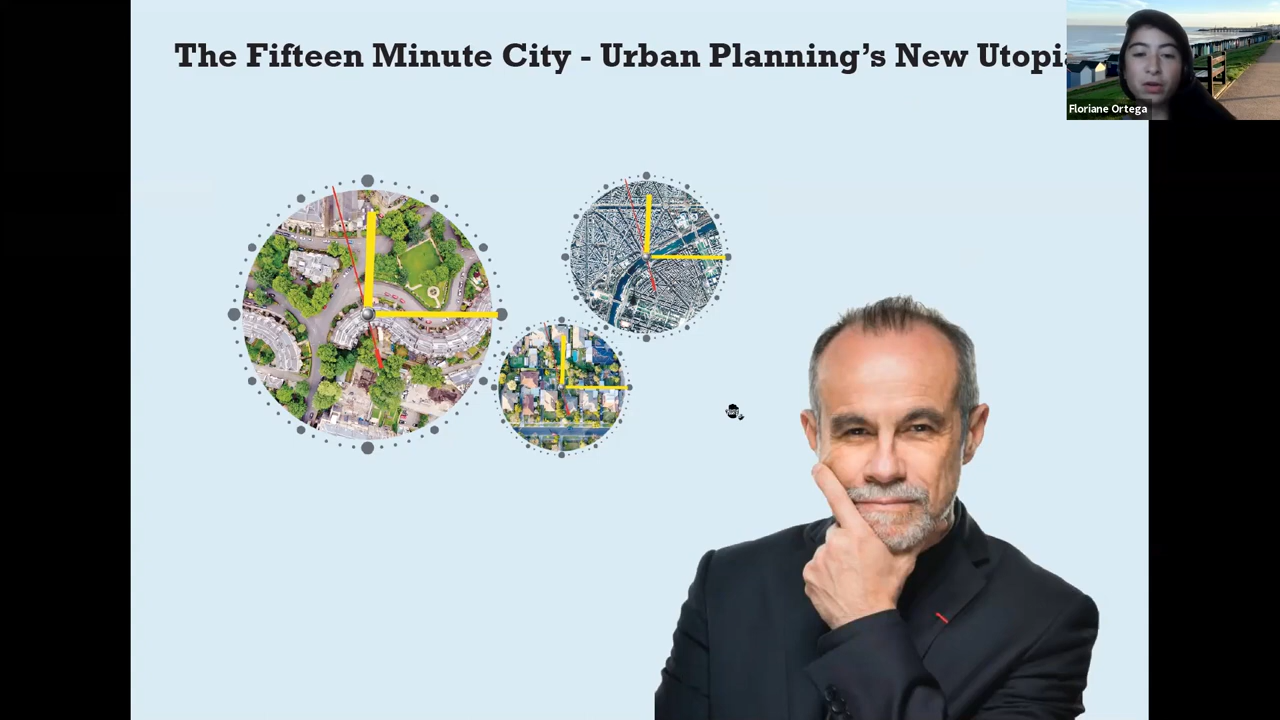 The Fifteen Minute City - Urban Planning's New Utopi
Floriane Ortega